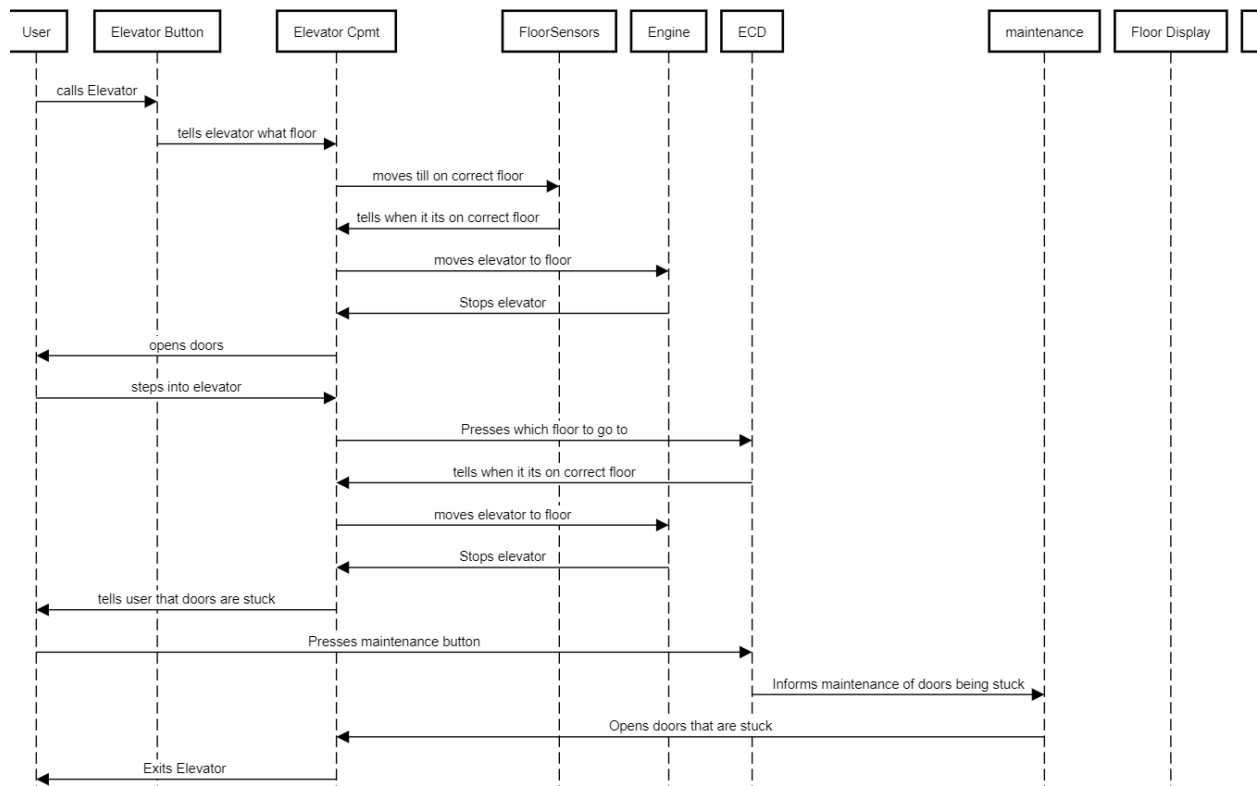 User
Elevator Button
Elevator Cpmt
FloorSensors
Engine
ECD
maintenance
Floor Display
calls Elevator
tells elevator what floor
moves till on correct floor
tells when it its on correct floor
moves elevator to floor
Stops elevator
opens doors
steps into elevator
Presses which floor to go to
tells when it its on correct floor
moves elevator to floor
Stops elevator
tells user that doors are stuck
Presses maintenance button
Informs maintenance of doors being stuck
Opens doors that are stuck
Exits Elevator